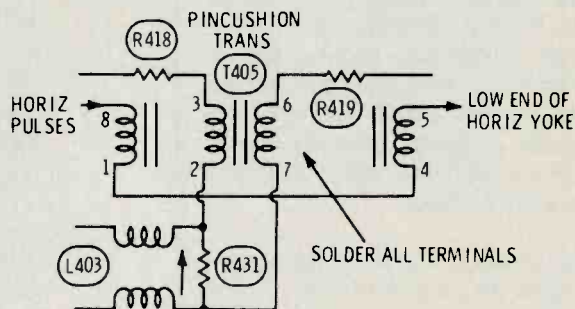 PINCUSHION
TRANS
R418
T405
R419
HORIZ
PULSES
8
3
6
5
LOW END OF
HORIZ YOKE
1
2
7
4
L403
R431
SOLDER ALL TERMINALS